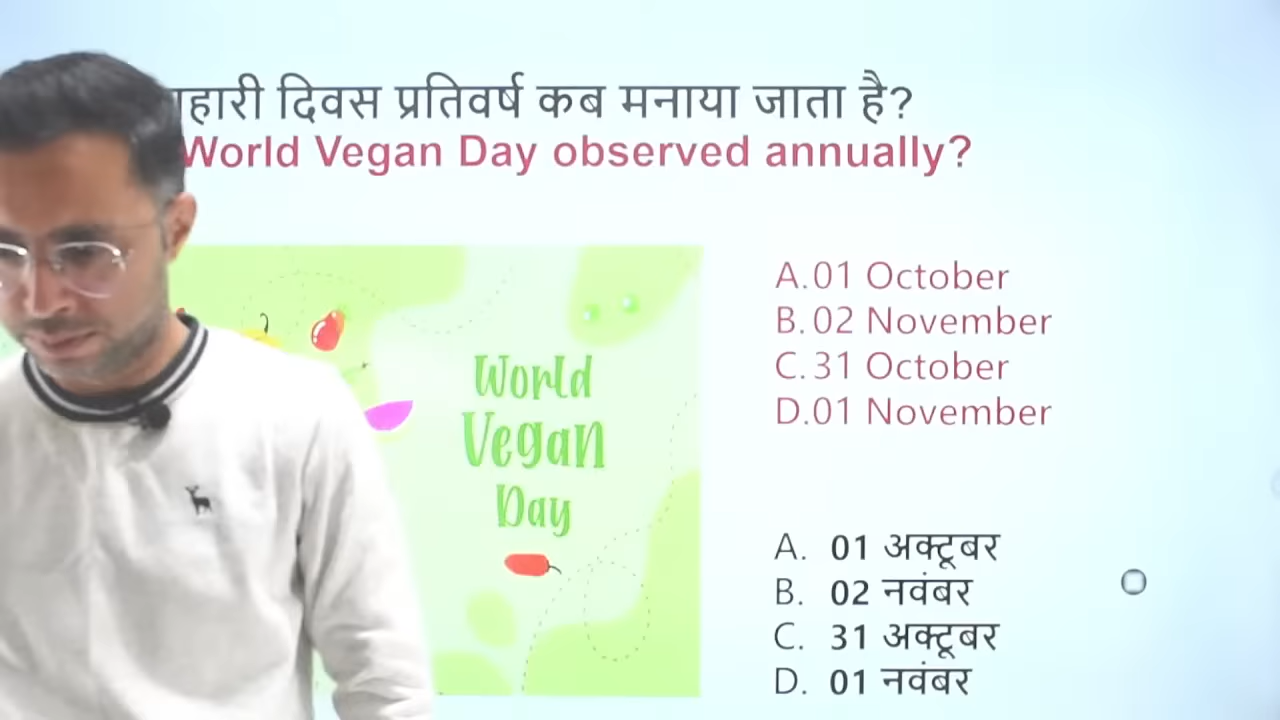 दिवस प्रतिवर्ष कब मनाया जाता है?
World Vegan Day observed annually?
A.01 October
B.02 November
C.31 October
D.01 November
World
Vegan
Day
A. 01 अक्टूबर
B. 02 नवंबर
C. 31 अक्टूबर
D. 01 नवंबर